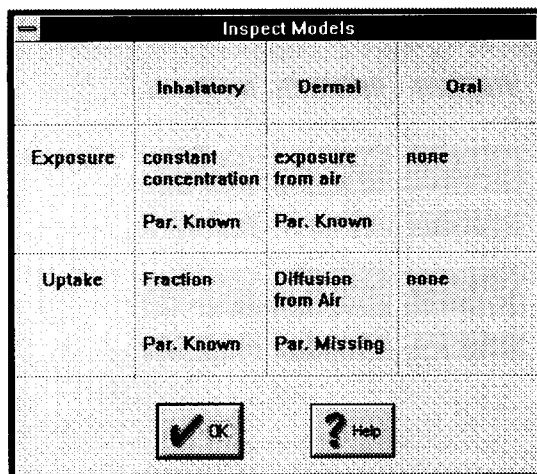 Inspect Models
Inhalatory Dermal Oral
Exposure constant exposure none
concentration from air
Par. Known Par. Known
Uptake Fraction Diffusion none
from Air
Par. Known Par. Missing
OK Help